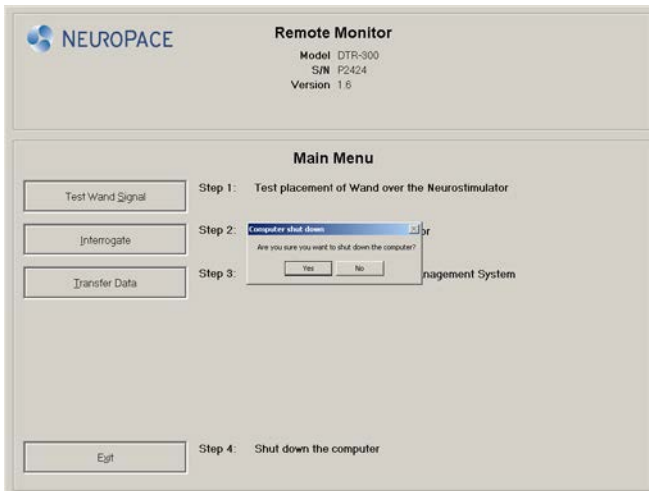 NEUROPACE
Remote Monitor
Model DTR-300
S/N P2424
Version 1.6
Main Menu
Test Wand Signal
Step 1: Test placement of Wand over the Neurostimulator
Interrogate
Step 2:
Computer shut down
Are you sure you want to shut down the computer?
Yes No
Transfer Data
Step 3: nagement System
Exit
Step 4: Shut down the computer